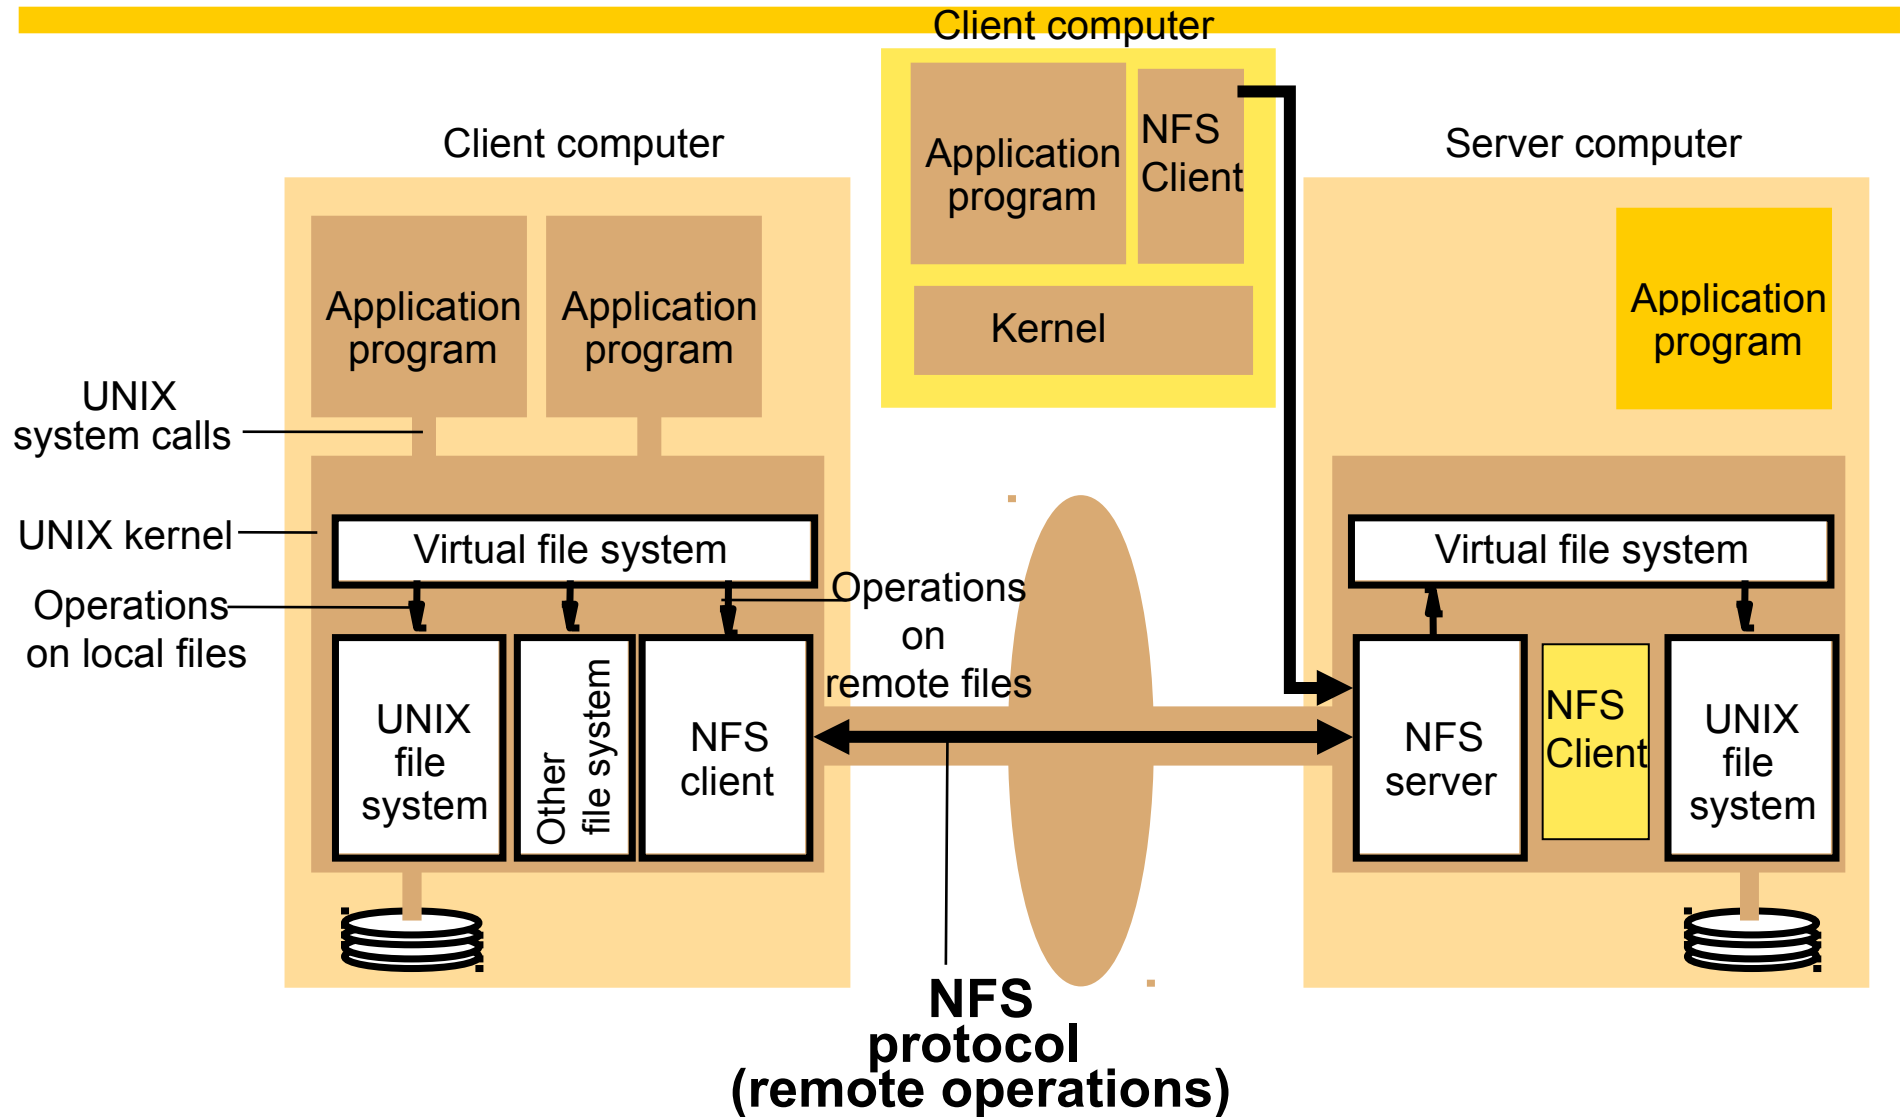 Client computer
Application
program
NFS
Client
Kernel
Client computer
Application
program
Application
program
UNIX
system calls
UNIX kernel
Virtual file system
Operations
on local files
Operations
on
remote files
UNIX
file
system
Other
file system
NFS
client
Server computer
Application
program
Virtual file system
NFS
server
NFS
Client
UNIX
file
system
NFS
protocol
(remote operations)